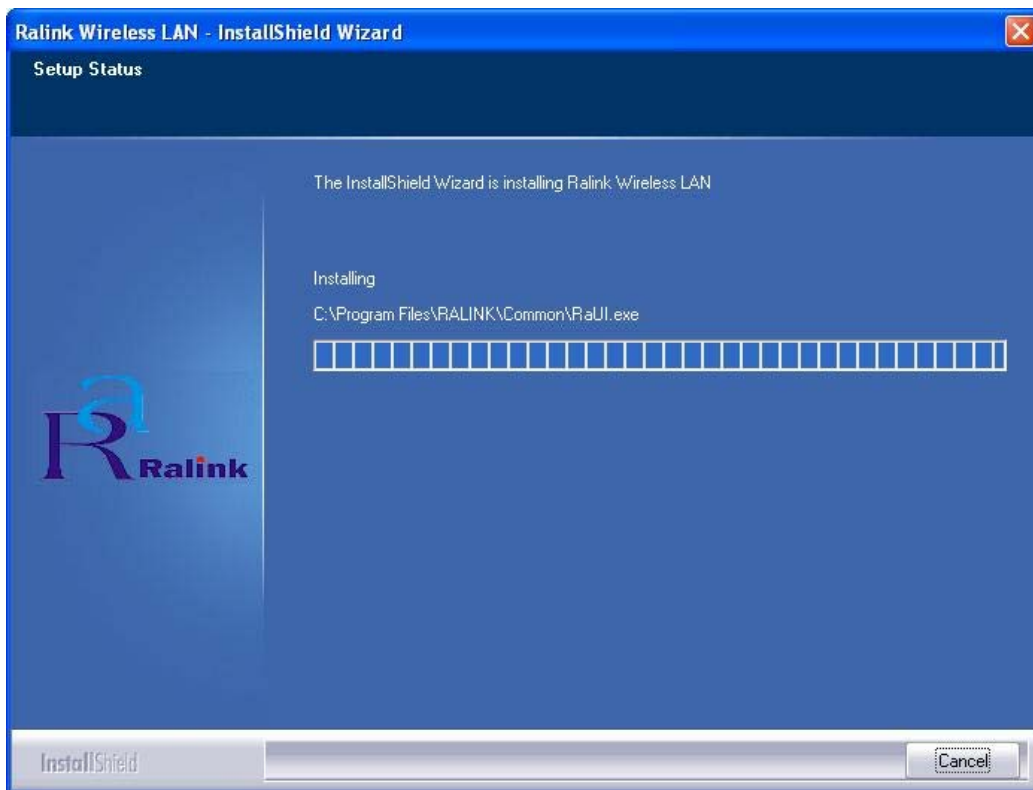 Ralink Wireless LAN - InstallShield Wizard
Setup Status
The InstallShield Wizard is installing Ralink Wireless LAN
Installing
C:\Program Files\RALINK\Common\RaUI.exe
Ralink
InstallShield
Cancel